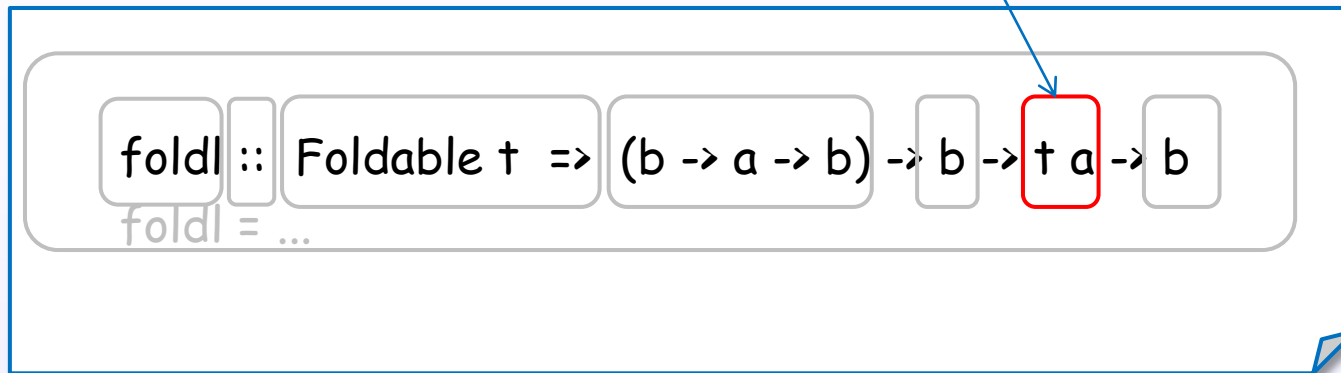 foldl :: Foldable t => (b -> a -> b) -> b -> t a -> b
foldl = ...